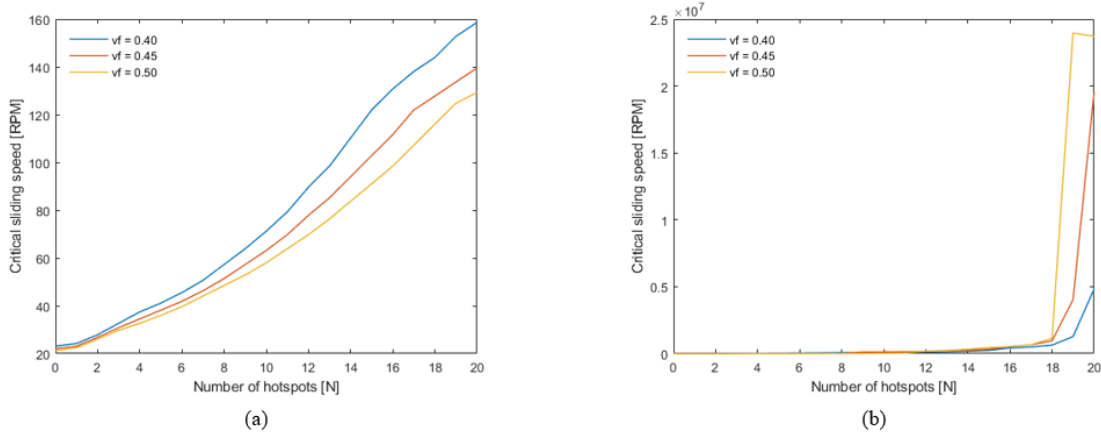 160
140
120
100
80
60
40
20
Critical sliding speed [RPM]
vf = 0.40
vf = 0.45
vf = 0.50
0 2 4 6 8 10 12 14 16 18 20
Number of hotspots [N]
(a)
2.5 ×10⁷
2
1.5
1
0.5
0
Critical sliding speed [RPM]
vf = 0.40
vf = 0.45
vf = 0.50
0 2 4 6 8 10 12 14 16 18 20
Number of hotspots [N]
(b)